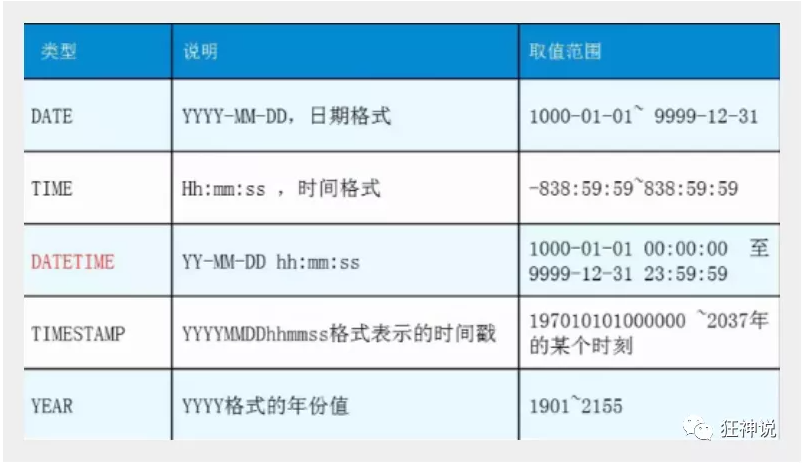 类型 说明 取值范围
DATE YYYY-MM-DD，日期格式 1000-01-01~ 9999-12-31
TIME Hh:mm:ss ，时间格式 -838:59:59~838:59:59
DATETIME YY-MM-DD hh:mm:ss 1000-01-01 00:00:00 至
9999-12-31 23:59:59
TIMESTAMP YYYYMMDDhhmmss格式表示的时间戳 197010101000000 ~2037年
的某个时刻
YEAR YYYY格式的年份值 1901~2155
狂神说